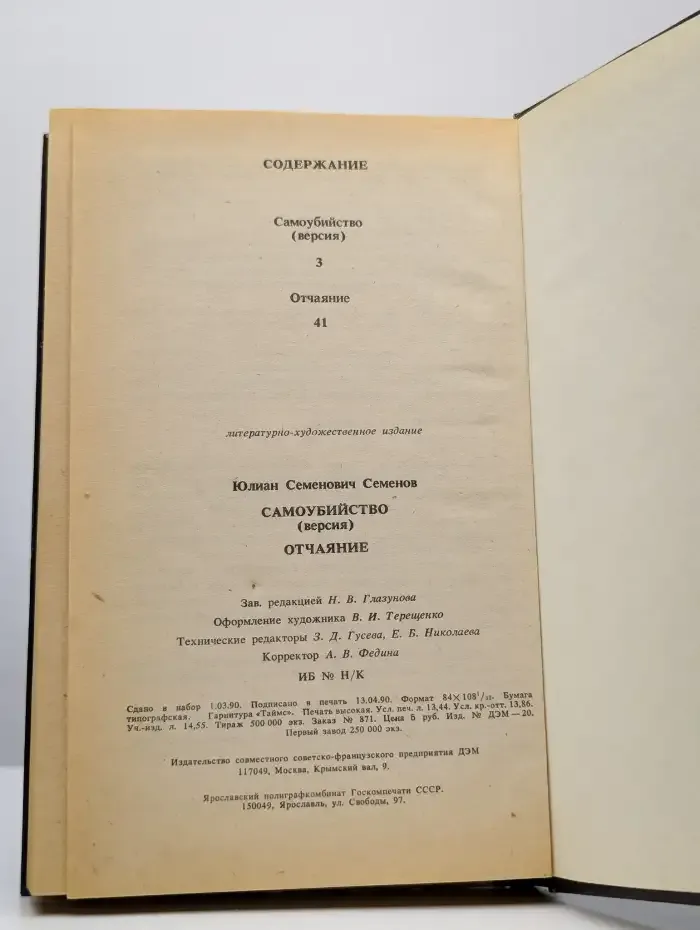 СОДЕРЖАНИЕ
Самоубийство
(версия)
3
Отчаяние
41
литературно-художественное издание
Юлиан Семенович Семенов
САМОУБИЙСТВО
(версия)
ОТЧАЯНИЕ
Зав. редакцией Н. В. Глазунова
Оформление художника В. И. Терещенко
Технические редакторы З. Д. Гусева, Е. Б. Николаева
Корректор А. В. Федина
ИБ № Н/К
Сдано в набор 1.03.90. Подписано в печать 13.04.90. Формат 84×108¹/₃₂. Бумага
типографская. Гарнитура «Таймс». Печать высокая. Усл. печ. л. 13,44. Усл. кр.-отт. 13,86.
Уч.-изд. л. 14,55. Тираж 500 000 экз. Заказ № 871. Цена 5 руб. Изд. № ДЭМ — 20.
Первый завод 250 000 экз.
Издательство совместного советско-французского предприятия ДЭМ
117049, Москва, Крымский вал, 9.
Ярославский полиграфкомбинат Госкомпечати СССР.
150049, Ярославль, ул. Свободы, 97.